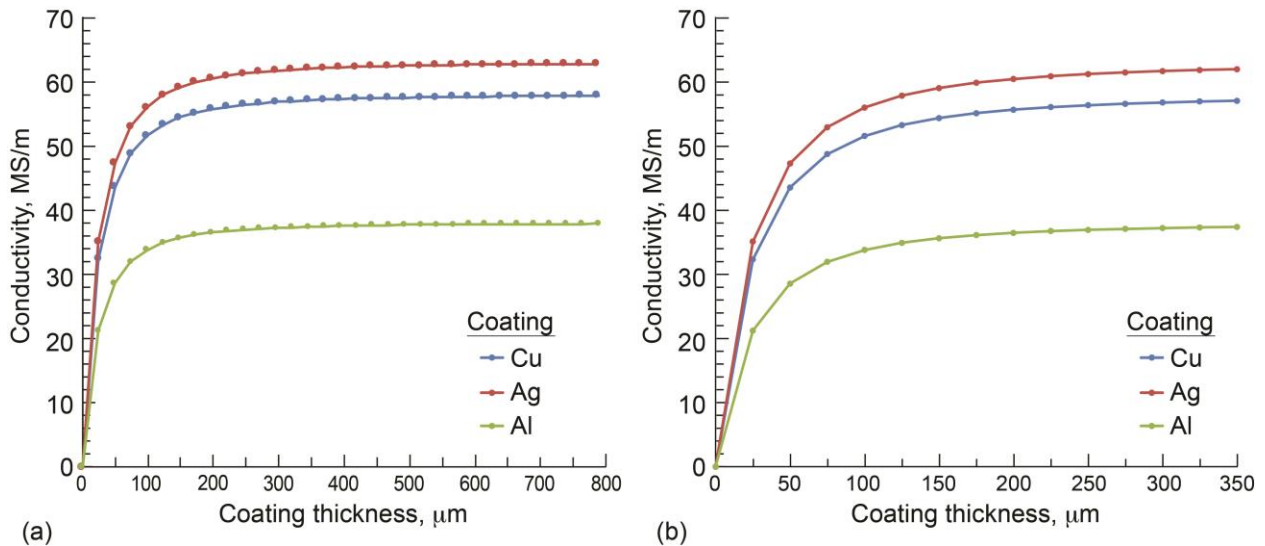 70
60
50
40
30
20
10
0
Conductivity, MS/m
Coating
Cu
Ag
Al
0 100 200 300 400 500 600 700 800
Coating thickness, μm
(a)
70
60
50
40
30
20
10
0
Conductivity, MS/m
Coating
Cu
Ag
Al
0 50 100 150 200 250 300 350
Coating thickness, μm
(b)